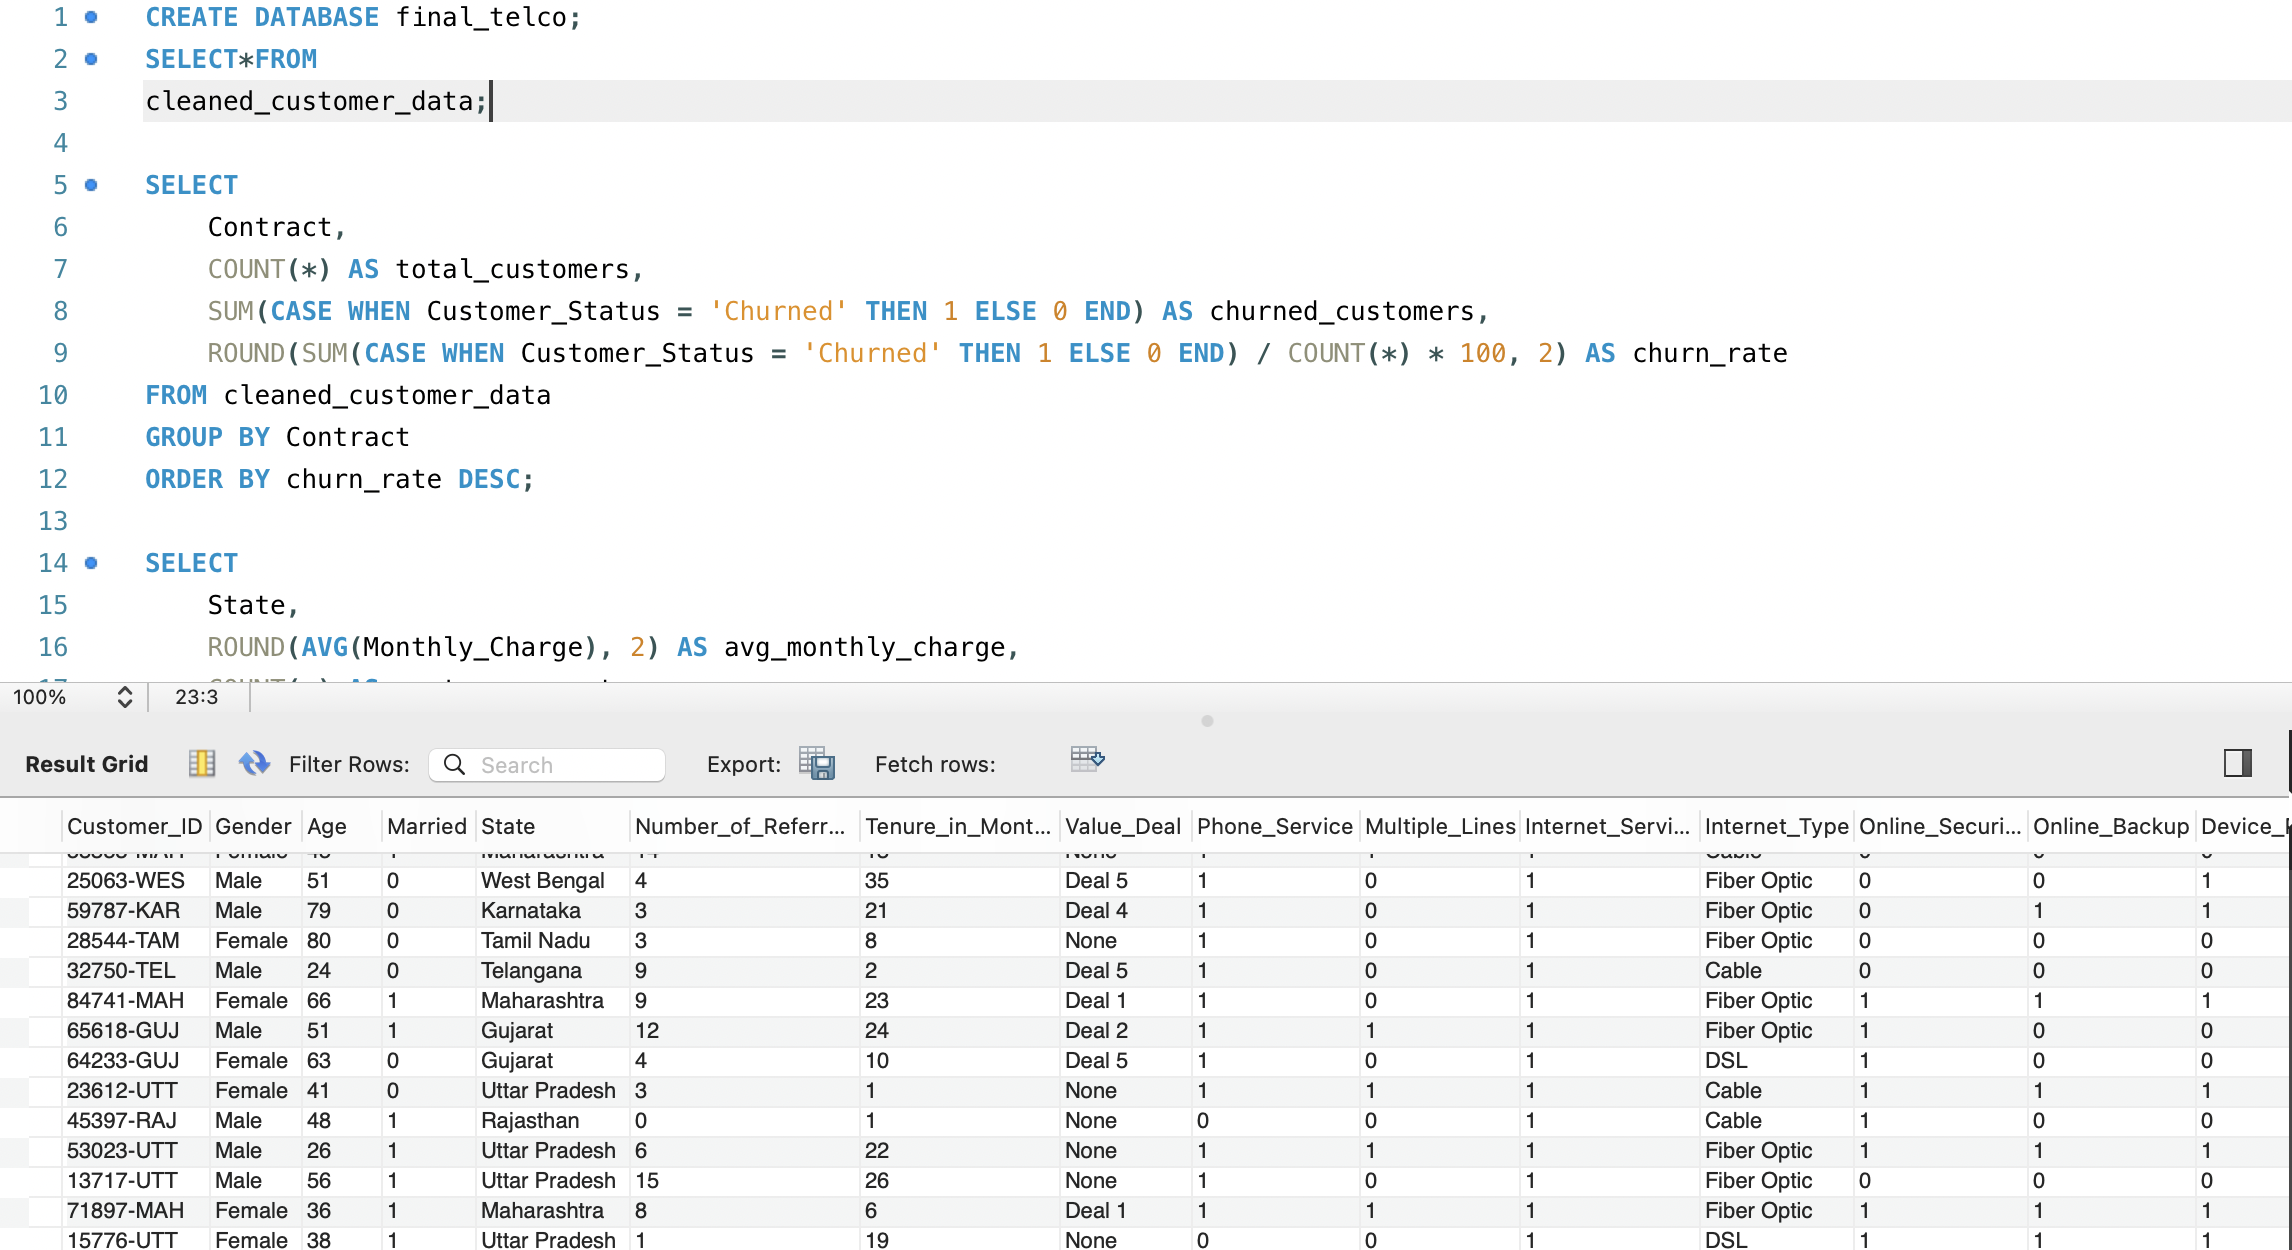 1 CREATE DATABASE final_telco;
2 SELECT*FROM
3 cleaned_customer_data;
4
5 SELECT
6 Contract,
7 COUNT(*) AS total_customers,
8 SUM(CASE WHEN Customer_Status = 'Churned' THEN 1 ELSE 0 END) AS churned_customers,
9 ROUND(SUM(CASE WHEN Customer_Status = 'Churned' THEN 1 ELSE 0 END) / COUNT(*) * 100, 2) AS churn_rate
10 FROM cleaned_customer_data
11 GROUP BY Contract
12 ORDER BY churn_rate DESC;
13
14 SELECT
15 State,
16 ROUND(AVG(Monthly_Charge), 2) AS avg_monthly_charge,
100% 23:3
Result Grid Filter Rows: Search Export: Fetch rows:
Customer_ID Gender Age Married State Number_of_Referr... Tenure_in_Mont... Value_Deal Phone_Service Multiple_Lines Internet_Servi... Internet_Type Online_Securi... Online_Backup Device_
25063-WES Male 51 0 West Bengal 4 35 Deal 5 1 0 1 Fiber Optic 0 0 1
59787-KAR Male 79 0 Karnataka 3 21 Deal 4 1 0 1 Fiber Optic 0 1 1
28544-TAM Female 80 0 Tamil Nadu 3 8 None 1 0 1 Fiber Optic 0 0 0
32750-TEL Male 24 0 Telangana 9 2 Deal 5 1 0 1 Cable 0 0 0
84741-MAH Female 66 1 Maharashtra 9 23 Deal 1 1 0 1 Fiber Optic 1 1 1
65618-GUJ Male 51 1 Gujarat 12 24 Deal 2 1 1 1 Fiber Optic 1 0 0
64233-GUJ Female 63 0 Gujarat 4 10 Deal 5 1 0 1 DSL 1 0 0
23612-UTT Female 41 0 Uttar Pradesh 3 1 None 1 1 1 Cable 1 1 1
45397-RAJ Male 48 1 Rajasthan 0 1 None 0 0 1 Cable 1 0 0
53023-UTT Male 26 1 Uttar Pradesh 6 22 None 1 1 1 Fiber Optic 1 1 1
13717-UTT Male 56 1 Uttar Pradesh 15 26 None 1 0 1 Fiber Optic 0 0 0
71897-MAH Female 36 1 Maharashtra 8 6 Deal 1 1 1 1 Fiber Optic 1 1 1
15776-UTT Female 38 1 Uttar Pradesh 1 19 None 0 0 1 DSL 1 1 1